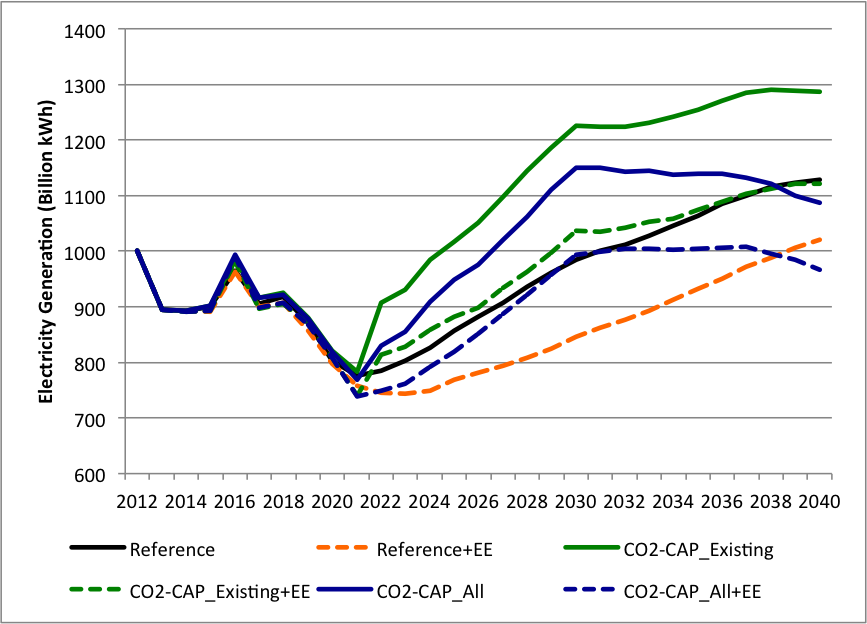 Electricity Generation (Billion kWh)
1400
1300
1200
1100
1000
900
800
700
600
2012 2014 2016 2018 2020 2022 2024 2026 2028 2030 2032 2034 2036 2038 2040
Reference Reference+EE CO2-CAP_Existing
CO2-CAP_Existing+EE CO2-CAP_All CO2-CAP_All+EE